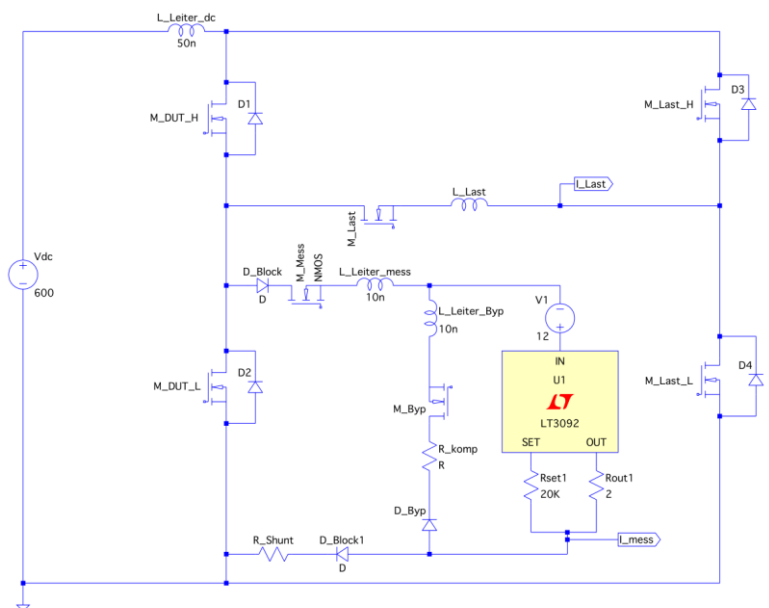 L_Leiter_dc
50n
M_DUT_H
D1
M_Last_H
D3
L_Last
I_Last
M_Last
Vdc
600
D_Block
D
M_Mess
NMOS
L_Leiter_mess
10n
L_Leiter_Byp
10n
V1
12
IN
U1
LT3092
SET
OUT
M_DUT_L
D2
M_Last_L
D4
M_Byp
R_komp
R
Rset1
20K
Rout1
2
D_Byp
R_Shunt
D_Block1
D
I_mess